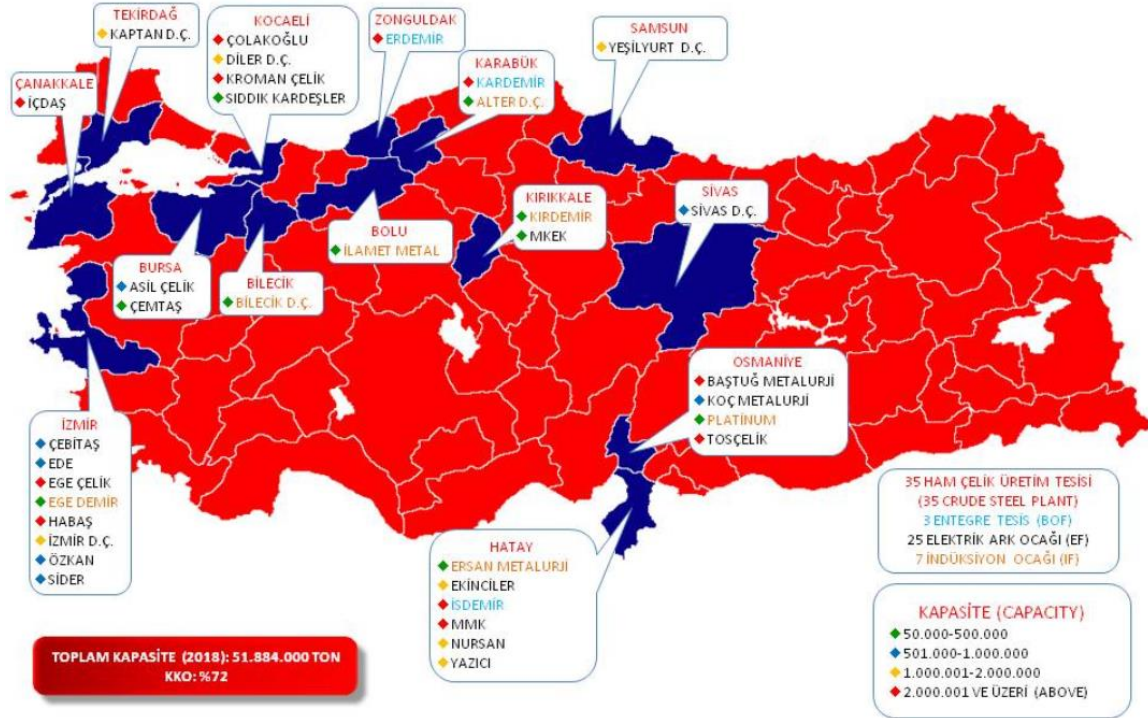 TEKİRDAĞ
KAPTAN D.Ç.
ÇANAKKALE
İÇDAŞ
KOCAELİ
ÇOLAKOĞLU
DİLER D.Ç.
KROMAN ÇELİK
SIDDIK KARDEŞLER
ZONGULDAK
ERDEMİR
KARABÜK
KARDEMİR
ALTER D.Ç.
SAMSUN
YEŞİLYURT D.Ç.
BURSA
ASİL ÇELİK
ÇEMTAŞ
BİLECİK
BİLECİK D.Ç.
BOLU
İLAMET METAL
KIRIKKALE
KIRDEMİR
MKEK
SİVAS
SİVAS D.Ç.
OSMANİYE
BAŞTUĞ METALURJİ
KOÇ METALURJİ
PLATİNUM
TOSÇELİK
İZMİR
ÇEBİTAŞ
EDE
EGE ÇELİK
EGE DEMİR
HABAŞ
İZMİR D.Ç.
ÖZKAN
SİDER
HATAY
ERSAN METALURJİ
EKİNCİLER
İSDEMİR
MMK
NURSAN
YAZICI
35 HAM ÇELİK ÜRETİM TESİSİ
(35 CRUDE STEEL PLANT)
3 ENTEGRE TESİS (BOF)
25 ELEKTRİK ARK OCAĞI (EF)
7 İNDÜKSİYON OCAĞI (IF)
KAPASİTE (CAPACITY)
50.000-500.000
501.000-1.000.000
1.000.001-2.000.000
2.000.001 VE ÜZERİ (ABOVE)
TOPLAM KAPASİTE (2018): 51.884.000 TON
KKO: %72